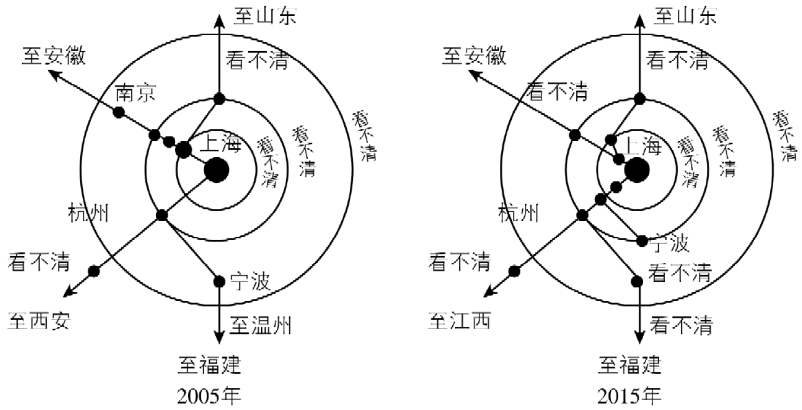 至山东
至安徽
看不清
南京
看不清
看不清
看不清
上海
杭州
看不清
宁波
至西安
至温州
至福建
2005年
至山东
至安徽
看不清
看不清
看不清
看不清
看不清
上海
杭州
宁波
看不清
看不清
至江西
看不清
至福建
2015年